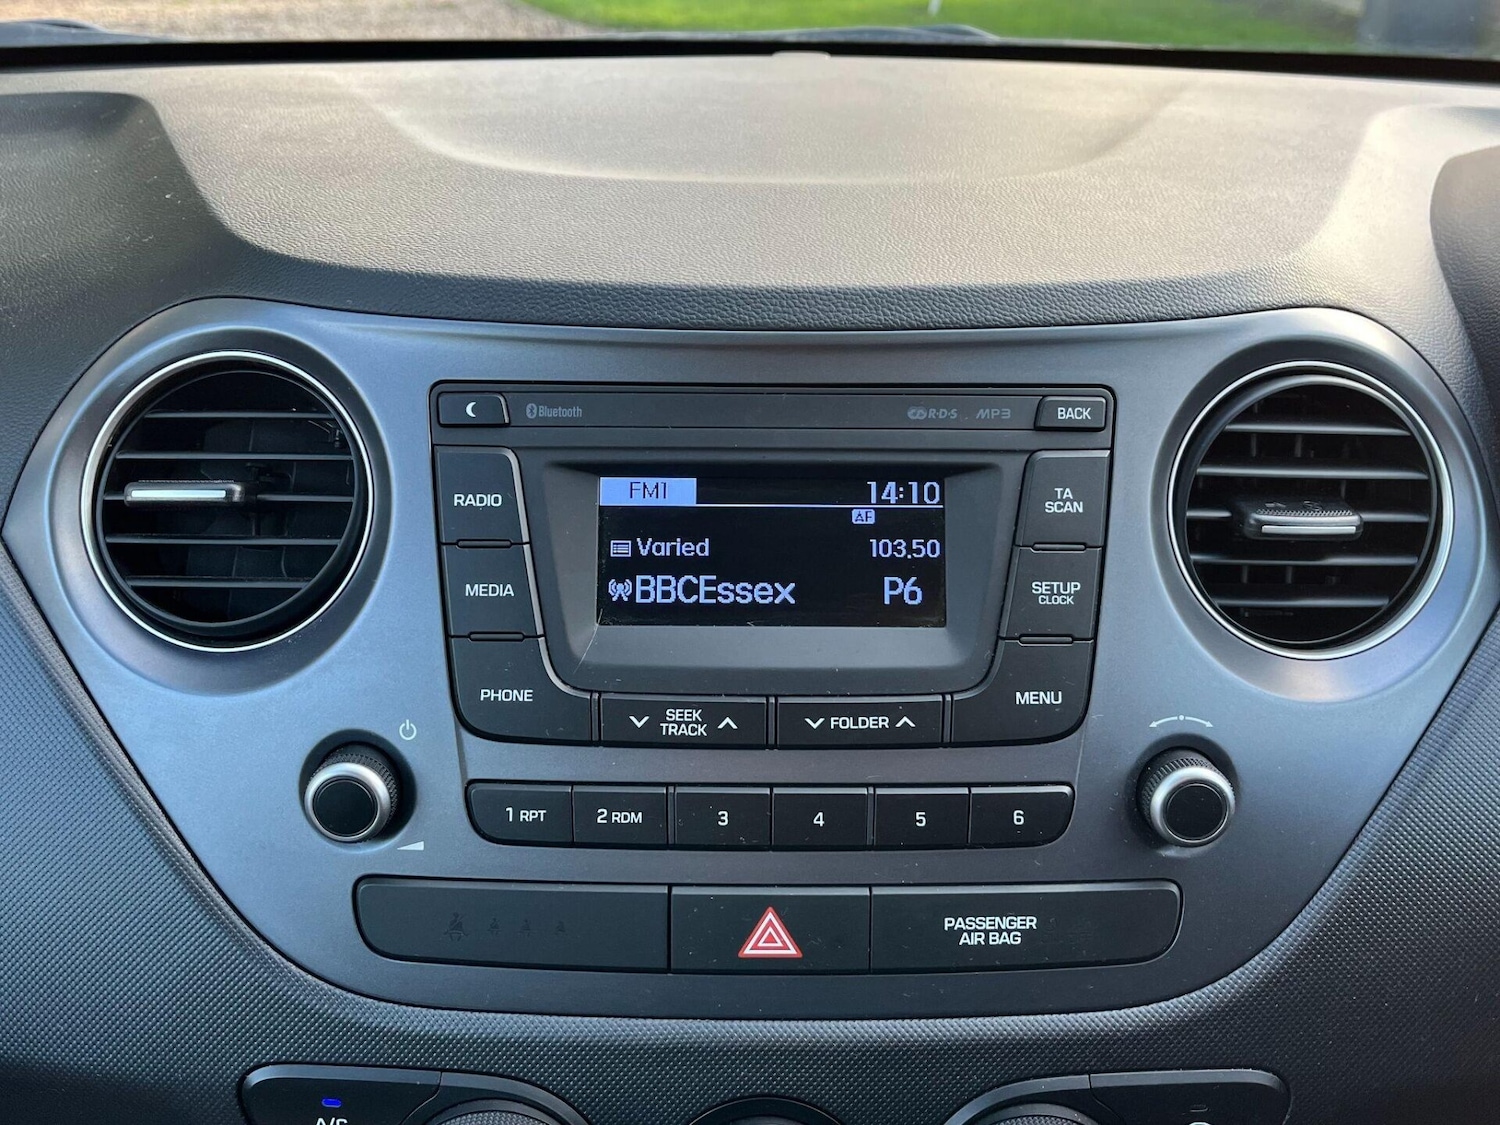 Bluetooth
R·D·S
MP3
BACK
RADIO
FM1
14:10
TA
SCAN
AF
Varied
103.50
MEDIA
BBCEssex
P6
SETUP
CLOCK
PHONE
SEEK
TRACK
FOLDER
MENU
1 RPT
2 RDM
3
4
5
6
PASSENGER
AIR BAG
A/C